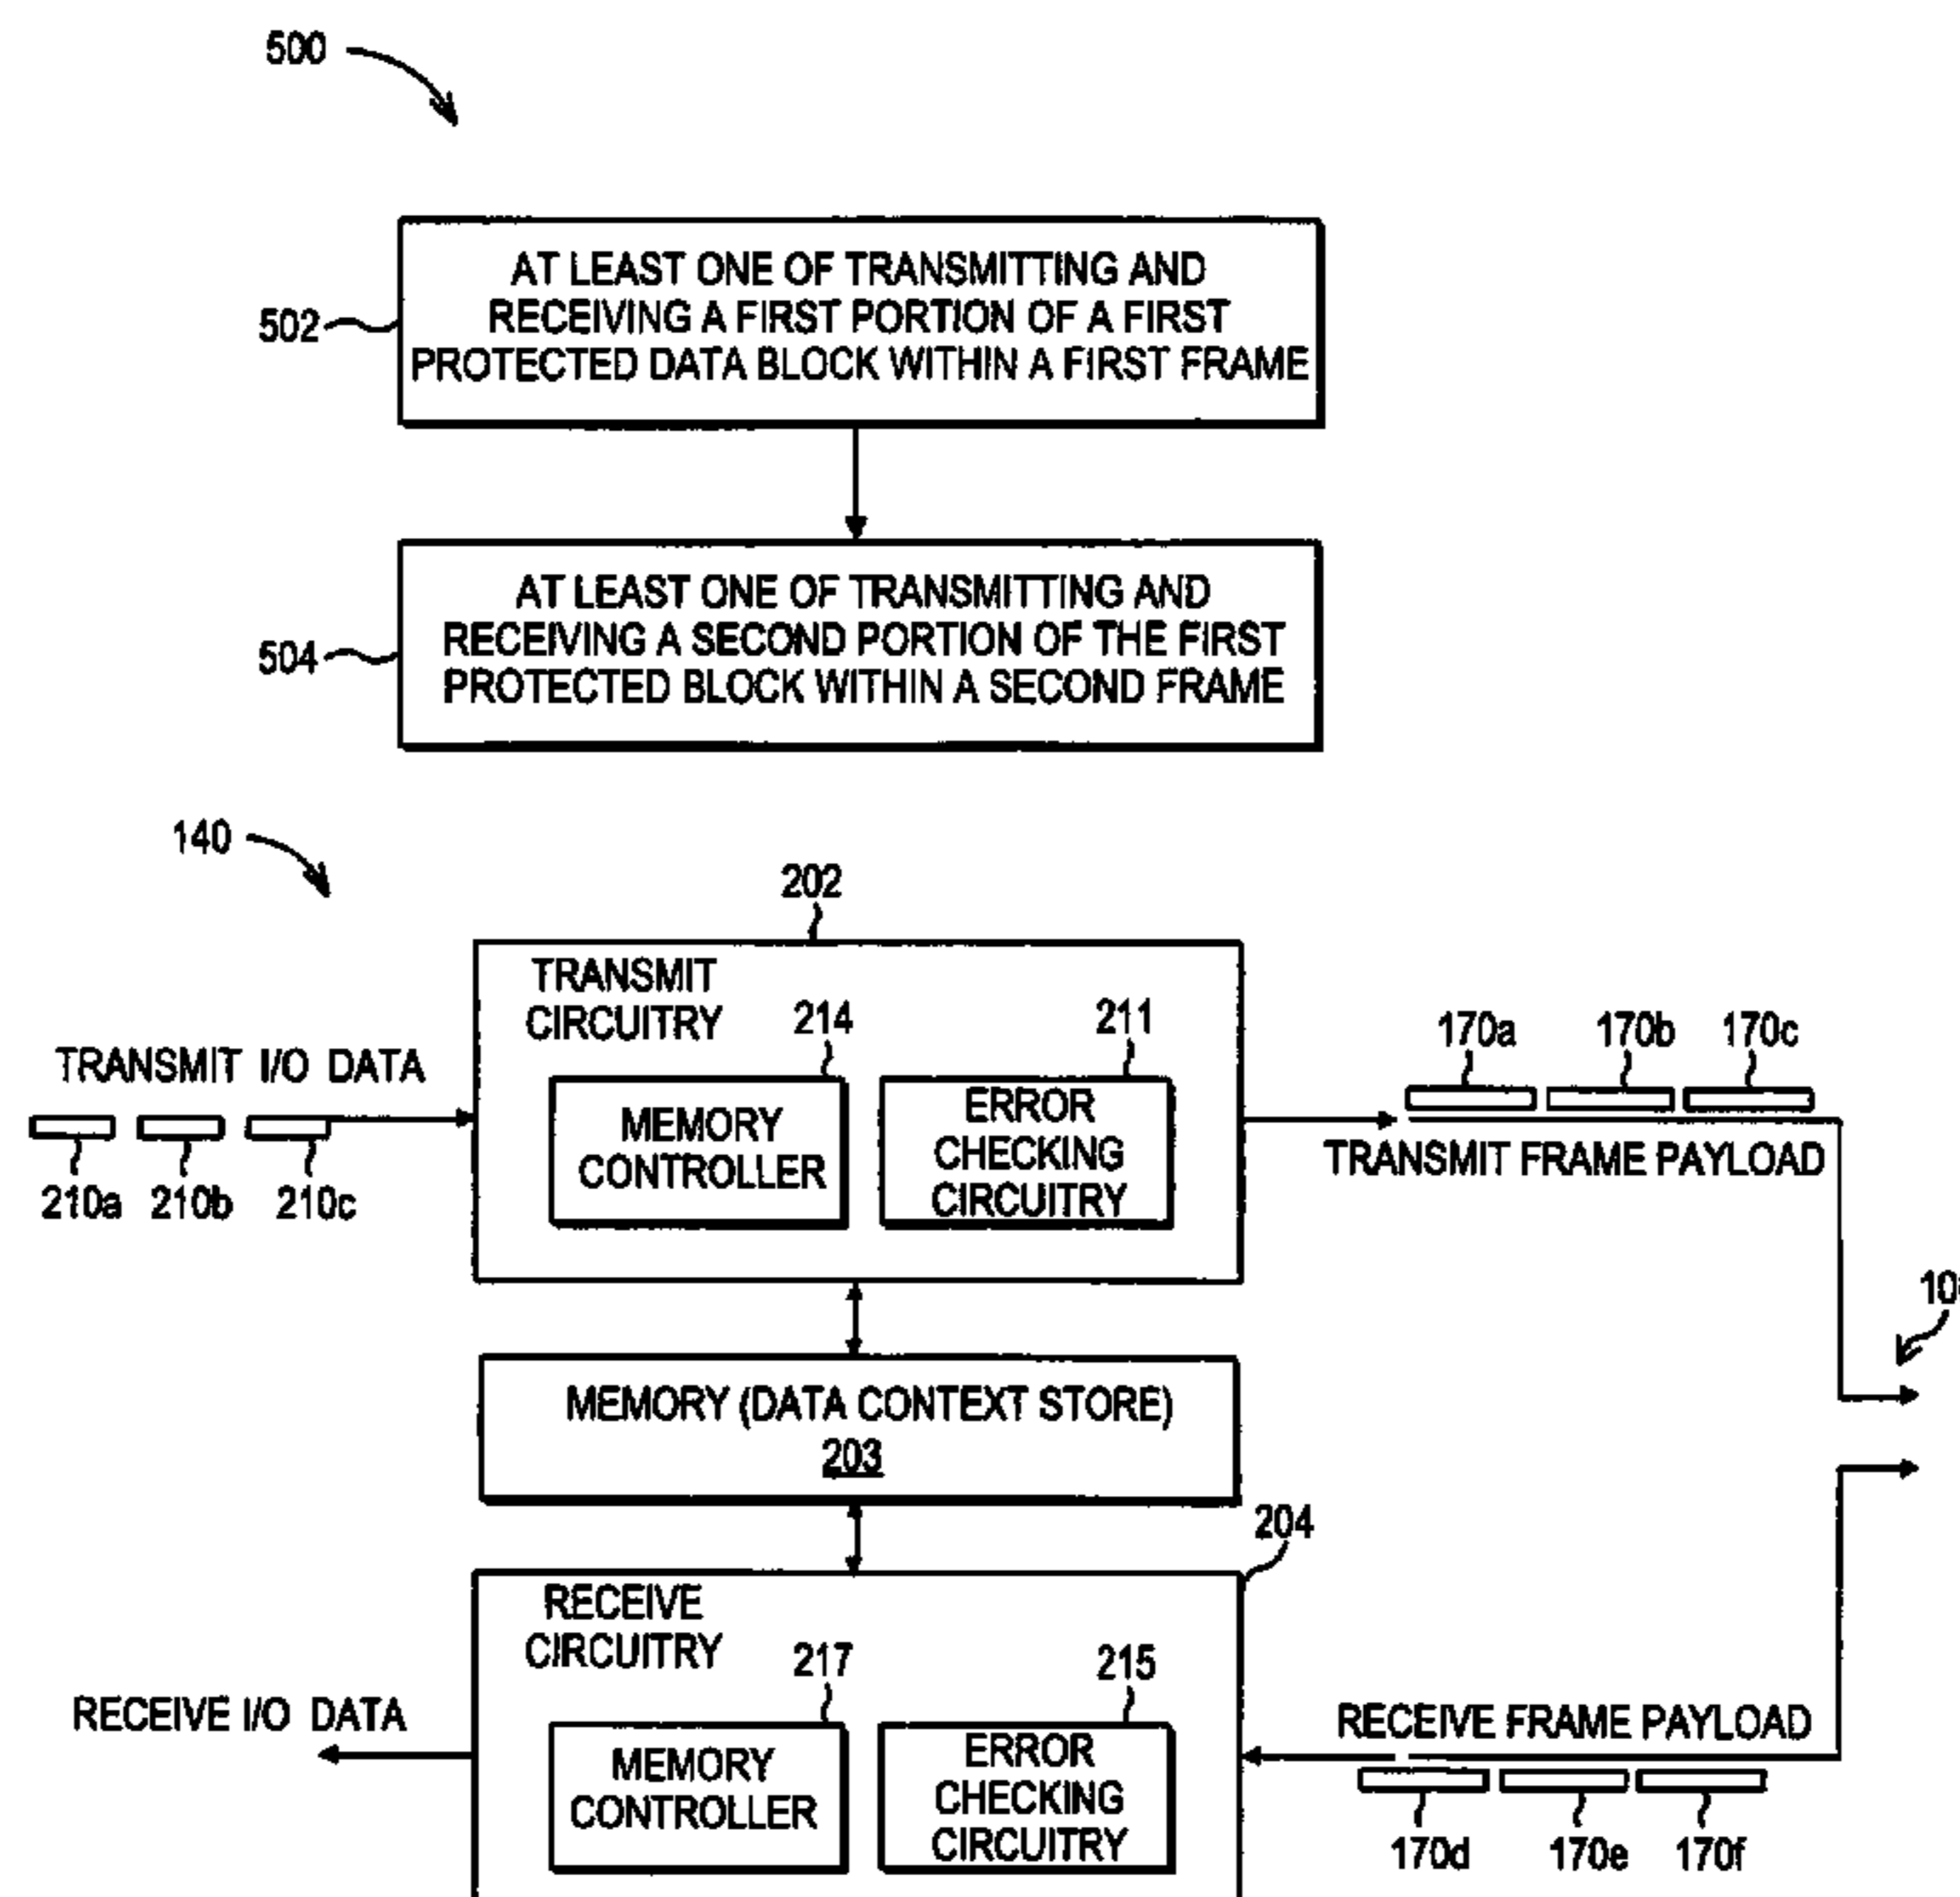 500
AT LEAST ONE OF TRANSMITTING AND
RECEIVING A FIRST PORTION OF A FIRST
PROTECTED DATA BLOCK WITHIN A FIRST FRAME
502
AT LEAST ONE OF TRANSMITTING AND
RECEIVING A SECOND PORTION OF THE FIRST
PROTECTED BLOCK WITHIN A SECOND FRAME
504
140
202
TRANSMIT
CIRCUITRY
214
211
TRANSMIT I/O DATA
210a 210b 210c
MEMORY
CONTROLLER
ERROR
CHECKING
CIRCUITRY
170a 170b 170c
TRANSMIT FRAME PAYLOAD
MEMORY (DATA CONTEXT STORE)
203
204
RECEIVE
CIRCUITRY
217
215
RECEIVE I/O DATA
MEMORY
CONTROLLER
ERROR
CHECKING
CIRCUITRY
RECEIVE FRAME PAYLOAD
170d 170e 170f